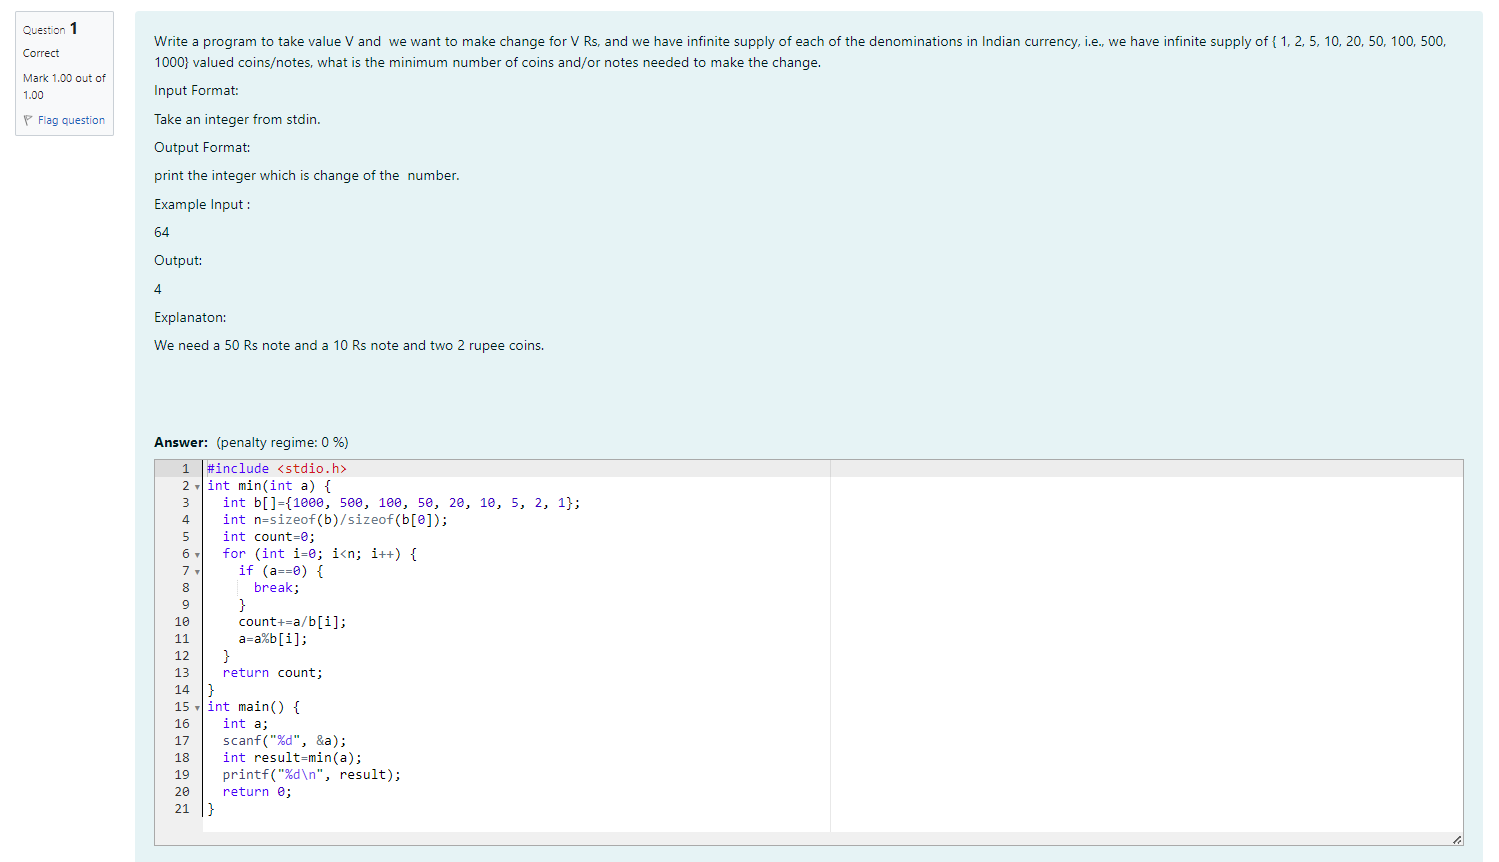 Question 1
Correct
Mark 1.00 out of
1.00
Flag question
Write a program to take value V and  we want to make change for V Rs, and we have infinite supply of each of the denominations in Indian currency, i.e., we have infinite supply of { 1, 2, 5, 10, 20, 50, 100, 500,
1000} valued coins/notes, what is the minimum number of coins and/or notes needed to make the change.
Input Format:
Take an integer from stdin.
Output Format:
print the integer which is change of the  number.
Example Input :
64
Output:
4
Explanaton:
We need a 50 Rs note and a 10 Rs note and two 2 rupee coins.
Answer: (penalty regime: 0 %)
1 #include <stdio.h>
2 int min(int a) {
3   int b[]={1000, 500, 100, 50, 20, 10, 5, 2, 1};
4   int n=sizeof(b)/sizeof(b[0]);
5   int count=0;
6   for (int i=0; i<n; i++) {
7     if (a==0) {
8       break;
9     }
10     count+=a/b[i];
11     a=a%b[i];
12   }
13   return count;
14 }
15 int main() {
16   int a;
17   scanf("%d", &a);
18   int result=min(a);
19   printf("%d\n", result);
20   return 0;
21 }